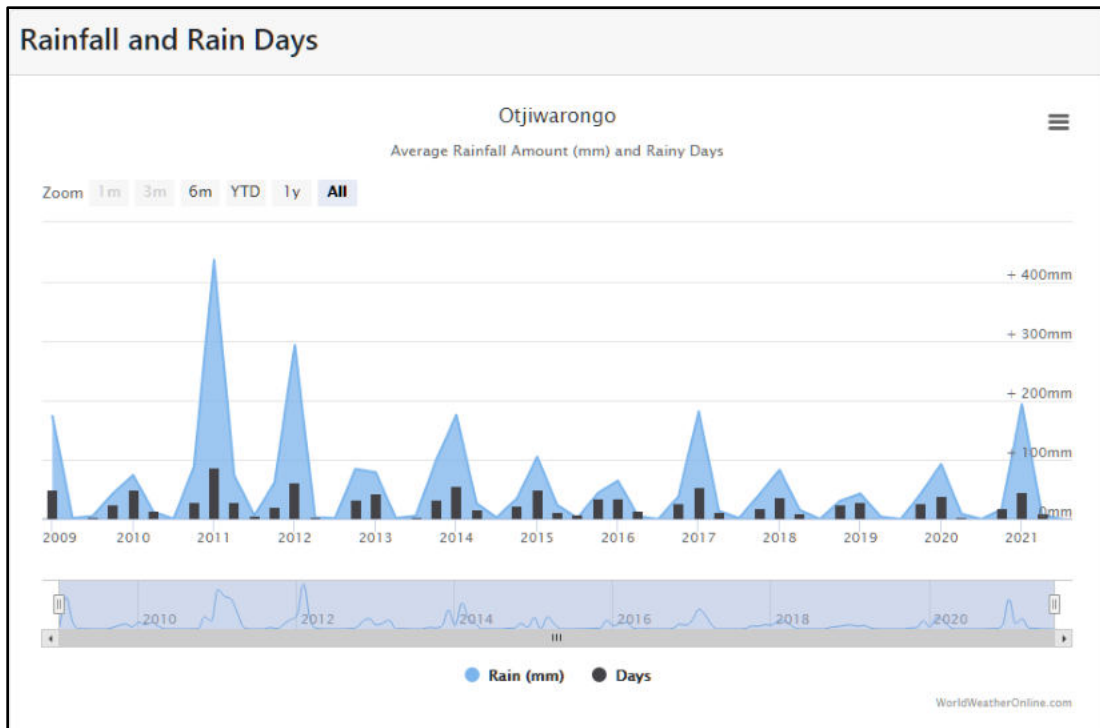 Rainfall and Rain Days
Otjiwarongo
Average Rainfall Amount (mm) and Rainy Days
Zoom 1m 3m 6m YTD 1y All
+ 400mm
+ 300mm
+ 200mm
+ 100mm
0mm
2009 2010 2011 2012 2013 2014 2015 2016 2017 2018 2019 2020 2021
2010 2012 2014 2016 2018 2020
Rain (mm) Days
WorldWeatherOnline.com